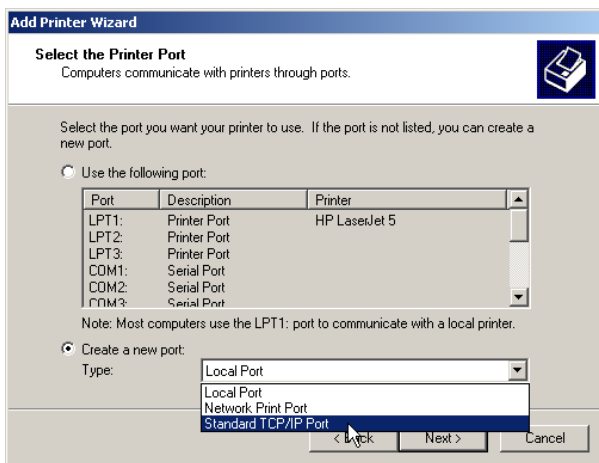 Add Printer Wizard
Select the Printer Port
Computers communicate with printers through ports.
Select the port you want your printer to use. If the port is not listed, you can create a
new port.
Use the following port:
Port Description Printer
LPT1: Printer Port HP LaserJet 5
LPT2: Printer Port
LPT3: Printer Port
COM1: Serial Port
COM2: Serial Port
COM3: Serial Port
Note: Most computers use the LPT1: port to communicate with a local printer.
Create a new port:
Type: Local Port
Local Port
Network Print Port
Standard TCP/IP Port
< Back Next > Cancel